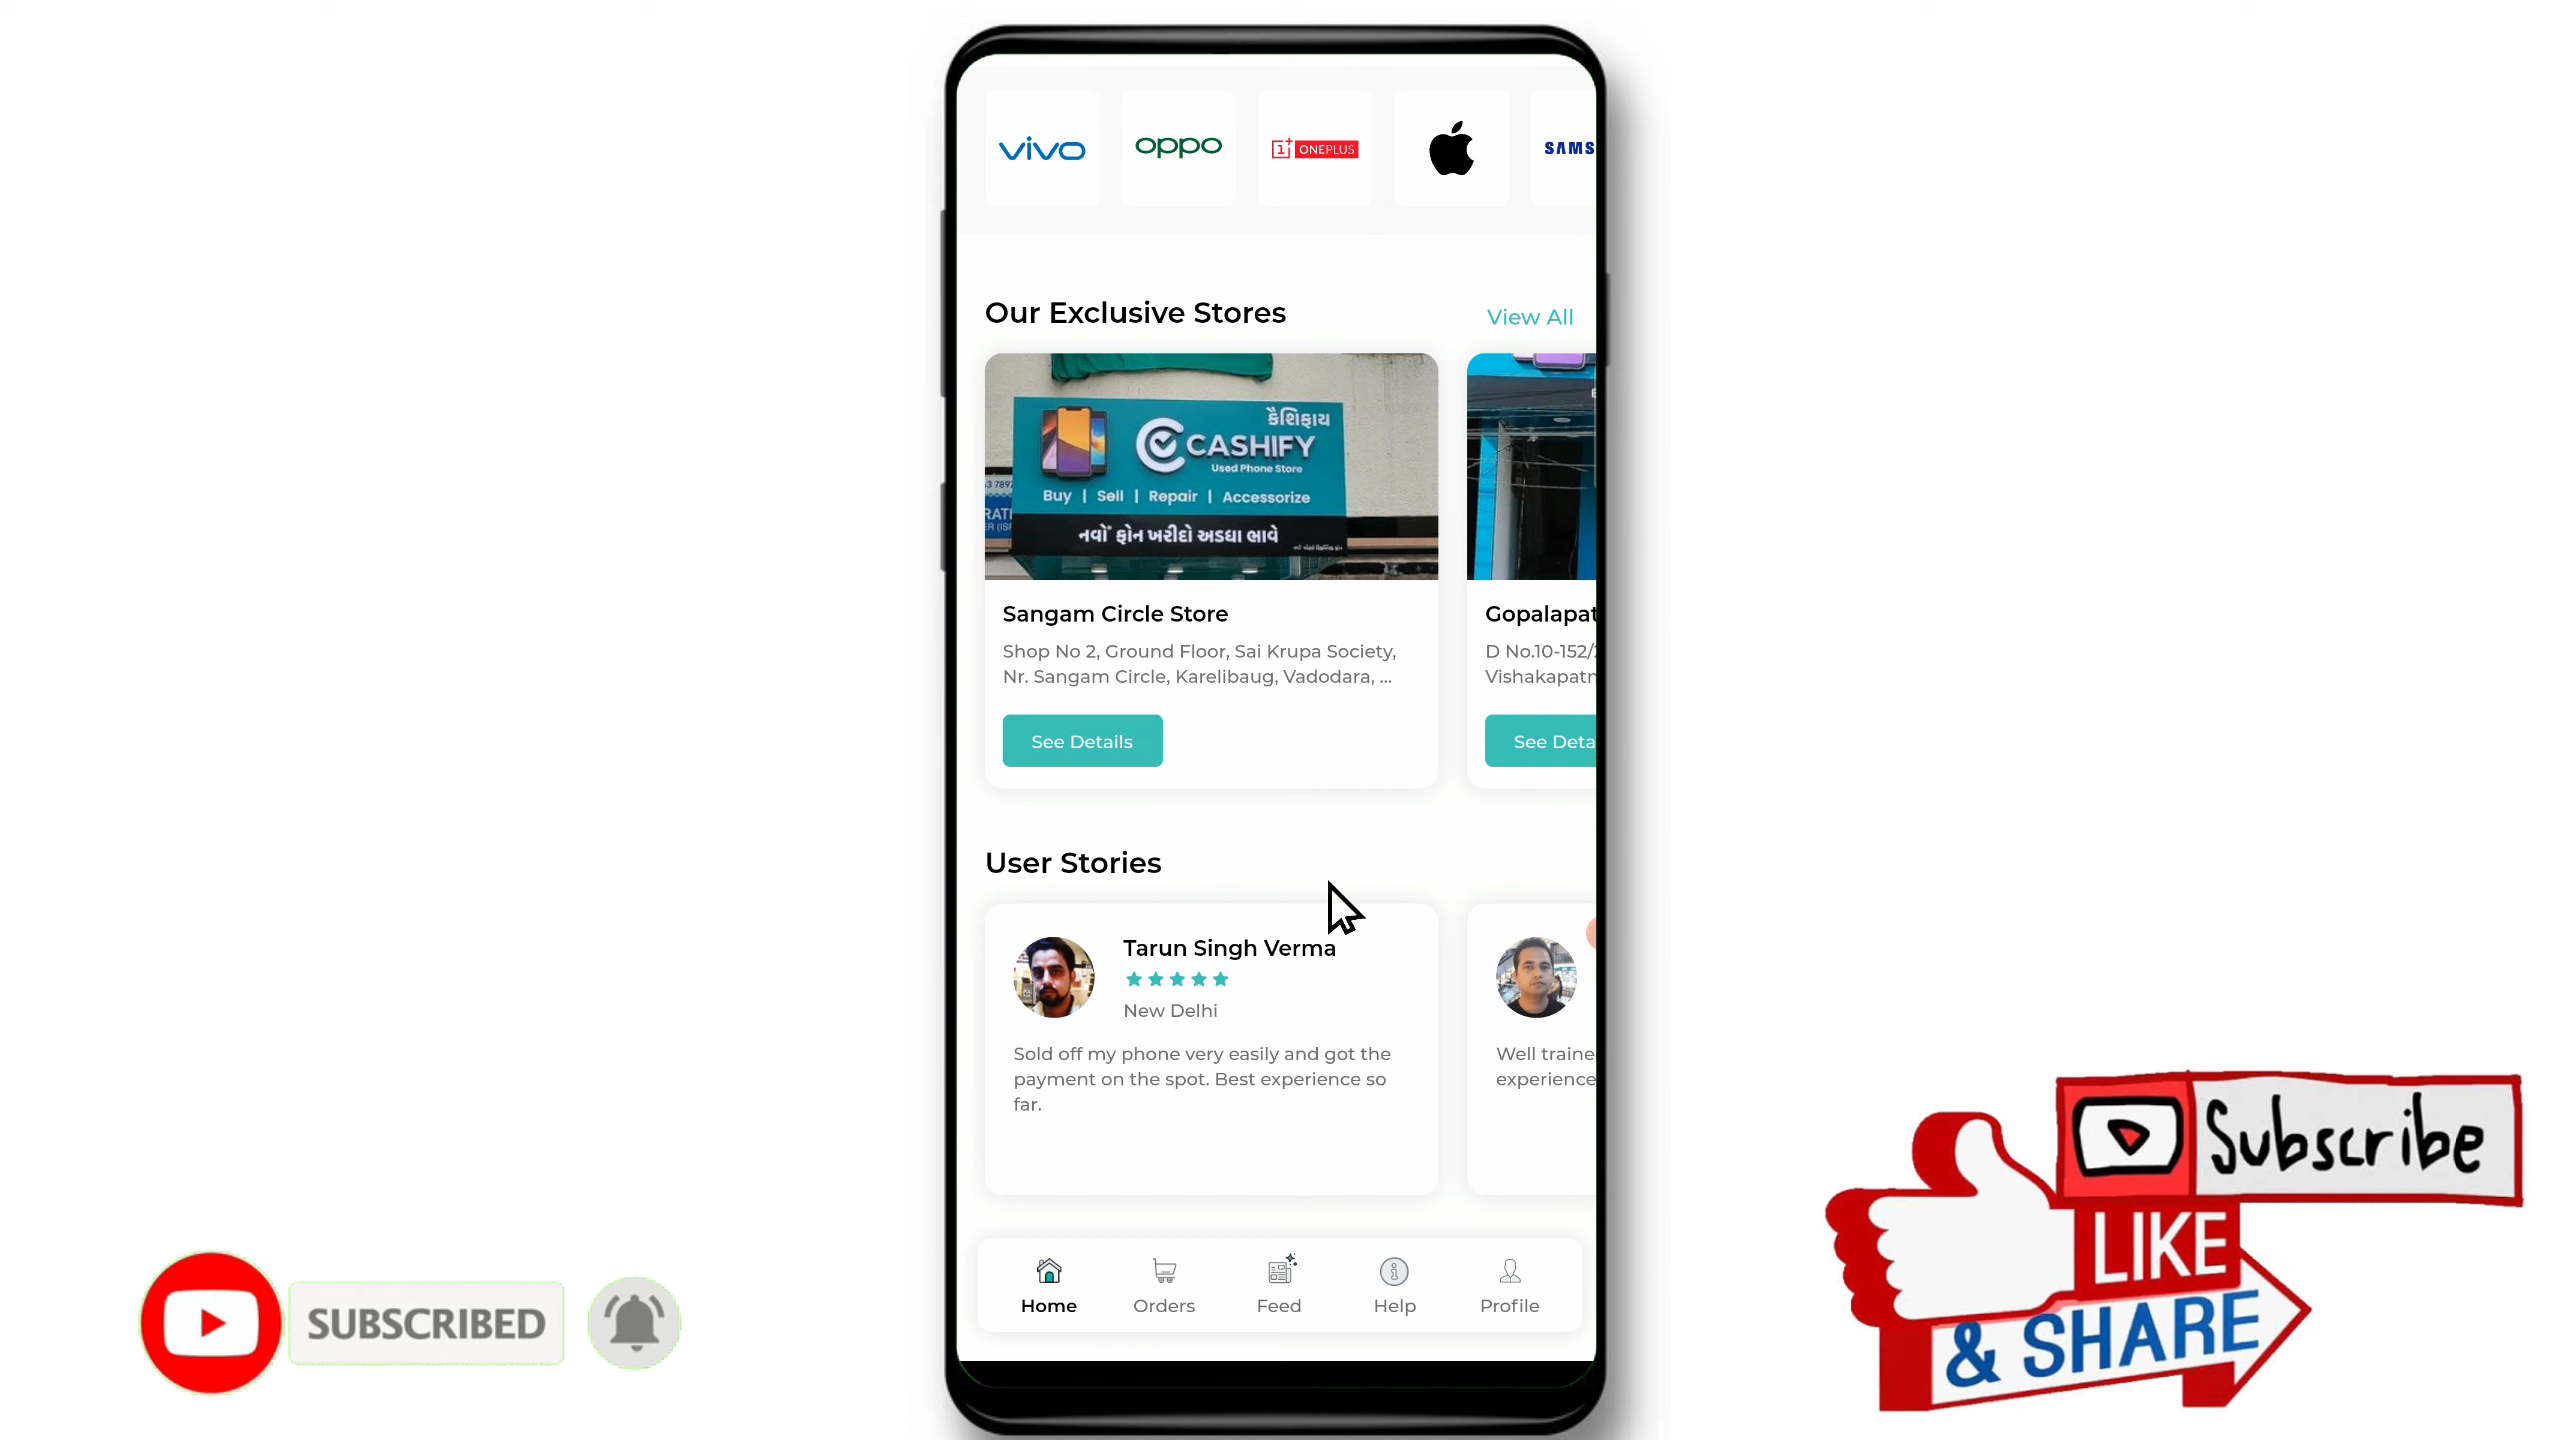 vivo
oppo
1+ ONEPLUS
SAMS
Our Exclusive Stores
View All
કૈશિફાય
CASHIFY
Used Phone Store
Buy | Sell | Repair | Accessorize
નવોં ફોન ખરીદો અડધા ભાવે
Sangam Circle Store
Shop No 2, Ground Floor, Sai Krupa Society,
Nr. Sangam Circle, Karelibaug, Vadodara, ...
See Details
Gopalapat
D No.10-152/
Vishakapatn
See Deta
User Stories
Tarun Singh Verma
New Delhi
Sold off my phone very easily and got the
payment on the spot. Best experience so
far.
Well traine
experience
Home
Orders
Feed
Help
Profile
SUBSCRIBED
Subscribe
LIKE
& SHARE